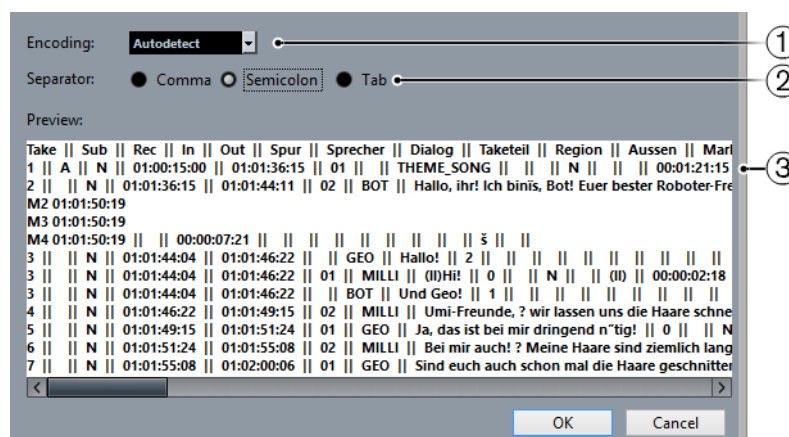 Encoding: Autodetect 1
Separator: Comma Semicolon Tab 2
Preview:
Take || Sub || Rec || In || Out || Spur || Sprecher || Dialog || Taketeil || Region || Aussen ||
1 || A || N || 01:00:15:00 || 01:01:36:15 || 01 || || THEME_SONG || || || N || || || 00:01:21:15 3
2 || || N || 01:01:36:15 || 01:01:44:11 || 02 || BOT || Hallo, ihr! Ich binïs, Bot! Euer bester
M2 01:01:50:19
M3 01:01:50:19
M4 01:01:50:19 || || 00:00:07:21 || || || || || || || š || ||
3 || || N || 01:01:44:04 || 01:01:46:22 || || GEO || Hallo! || 2 || || || || || || || || ||
3 || || N || 01:01:44:04 || 01:01:46:22 || 01 || MILLI || (II)Hi! || 0 || || N || || (II) || 00:00:02:18
3 || || N || 01:01:44:04 || 01:01:46:22 || || BOT || Und Geo! || 1 || || || || || || || || ||
4 || || N || 01:01:46:22 || 01:01:49:15 || 02 || MILLI || Umi-Freunde, ? wir lassen uns die Haare
5 || || N || 01:01:49:15 || 01:01:51:24 || 01 || GEO || Ja, das ist bei mir dringend n˜tig! || 0 || || N
6 || || N || 01:01:51:24 || 01:01:55:08 || 02 || MILLI || Bei mir auch! ? Meine Haare sind ziemlich lang
7 || || N || 01:01:55:08 || 01:02:00:06 || 01 || GEO || Sind euch auch schon mal die Haare
OK Cancel